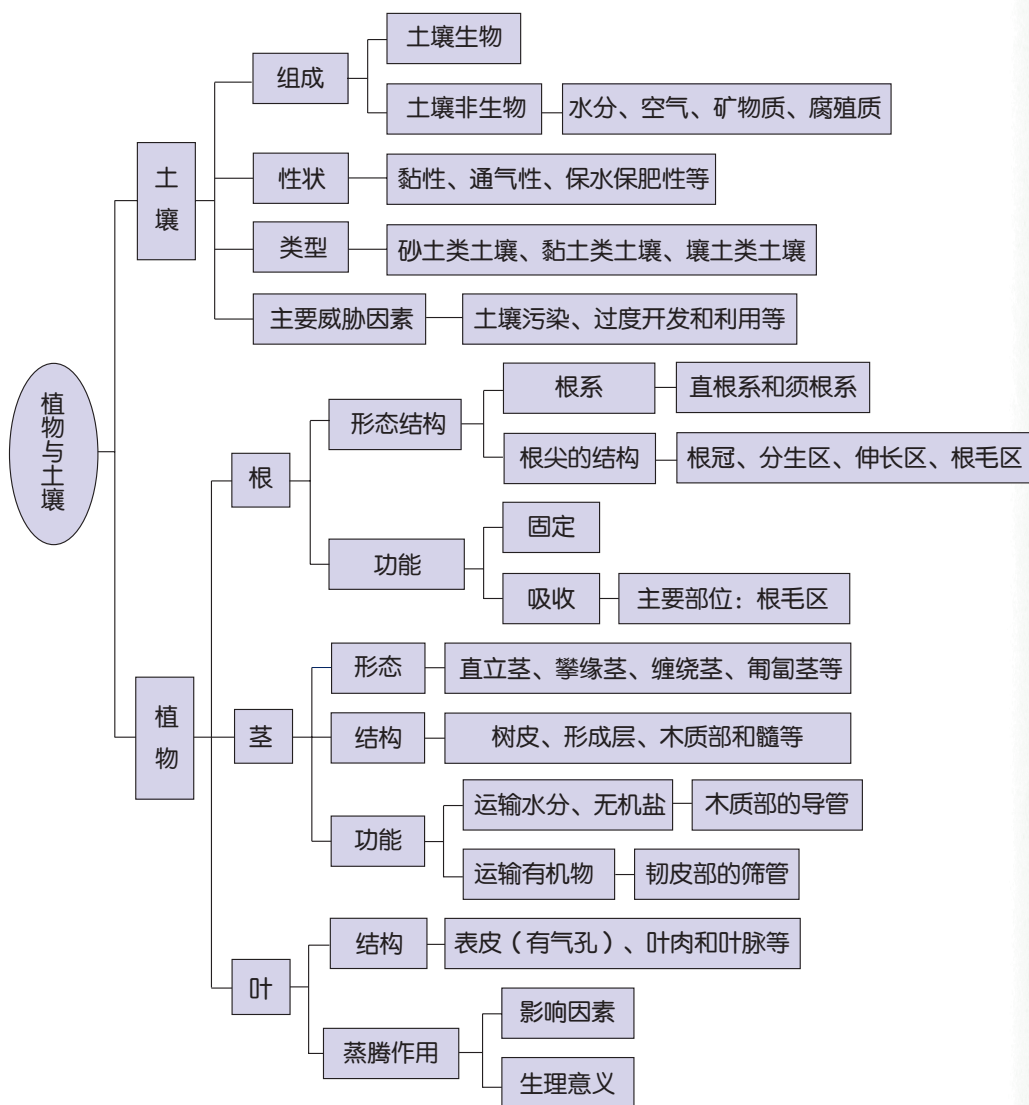 植物与土壤
土壤
组成
土壤生物
土壤非生物
水分、空气、矿物质、腐殖质
性状
黏性、通气性、保水保肥性等
类型
砂土类土壤、黏土类土壤、壤土类土壤
主要威胁因素
土壤污染、过度开发和利用等
植物
根
形态结构
根系
直根系和须根系
根尖的结构
根冠、分生区、伸长区、根毛区
功能
固定
吸收
主要部位：根毛区
茎
形态
直立茎、攀缘茎、缠绕茎、匍匐茎等
结构
树皮、形成层、木质部和髓等
功能
运输水分、无机盐
木质部的导管
运输有机物
韧皮部的筛管
叶
结构
表皮（有气孔）、叶肉和叶脉等
蒸腾作用
影响因素
生理意义